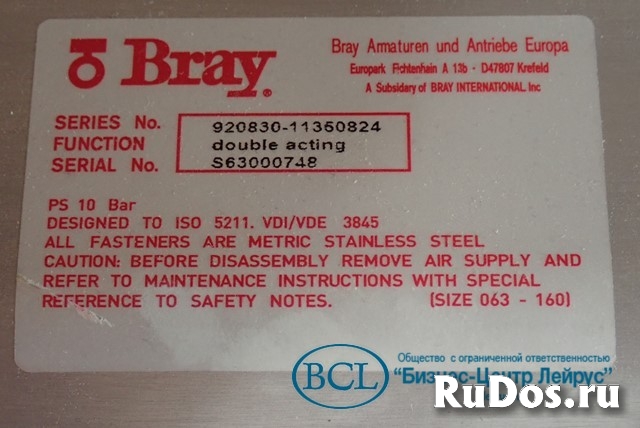 Bray®
Bray Armaturen und Antriebe Europa
Europark Fichtenhain A 13b - D47807 Krefeld
A Subsidary of BRAY INTERNATIONAL. Inc
SERIES No. 920830-11350824
FUNCTION double acting
SERIAL No. S63000748
PS 10 Bar
DESIGNED TO ISO 5211. VDI/VDE 3845
ALL FASTENERS ARE METRIC STAINLESS STEEL
CAUTION: BEFORE DISASSEMBLY REMOVE AIR SUPPLY AND
REFER TO MAINTENANCE INSTRUCTIONS WITH SPECIAL
REFERENCE TO SAFETY NOTES. (SIZE 063 - 160)
Общество с ограниченной ответственностью
BCL "Бизнес-Центр Лейрус"
RuDos.ru